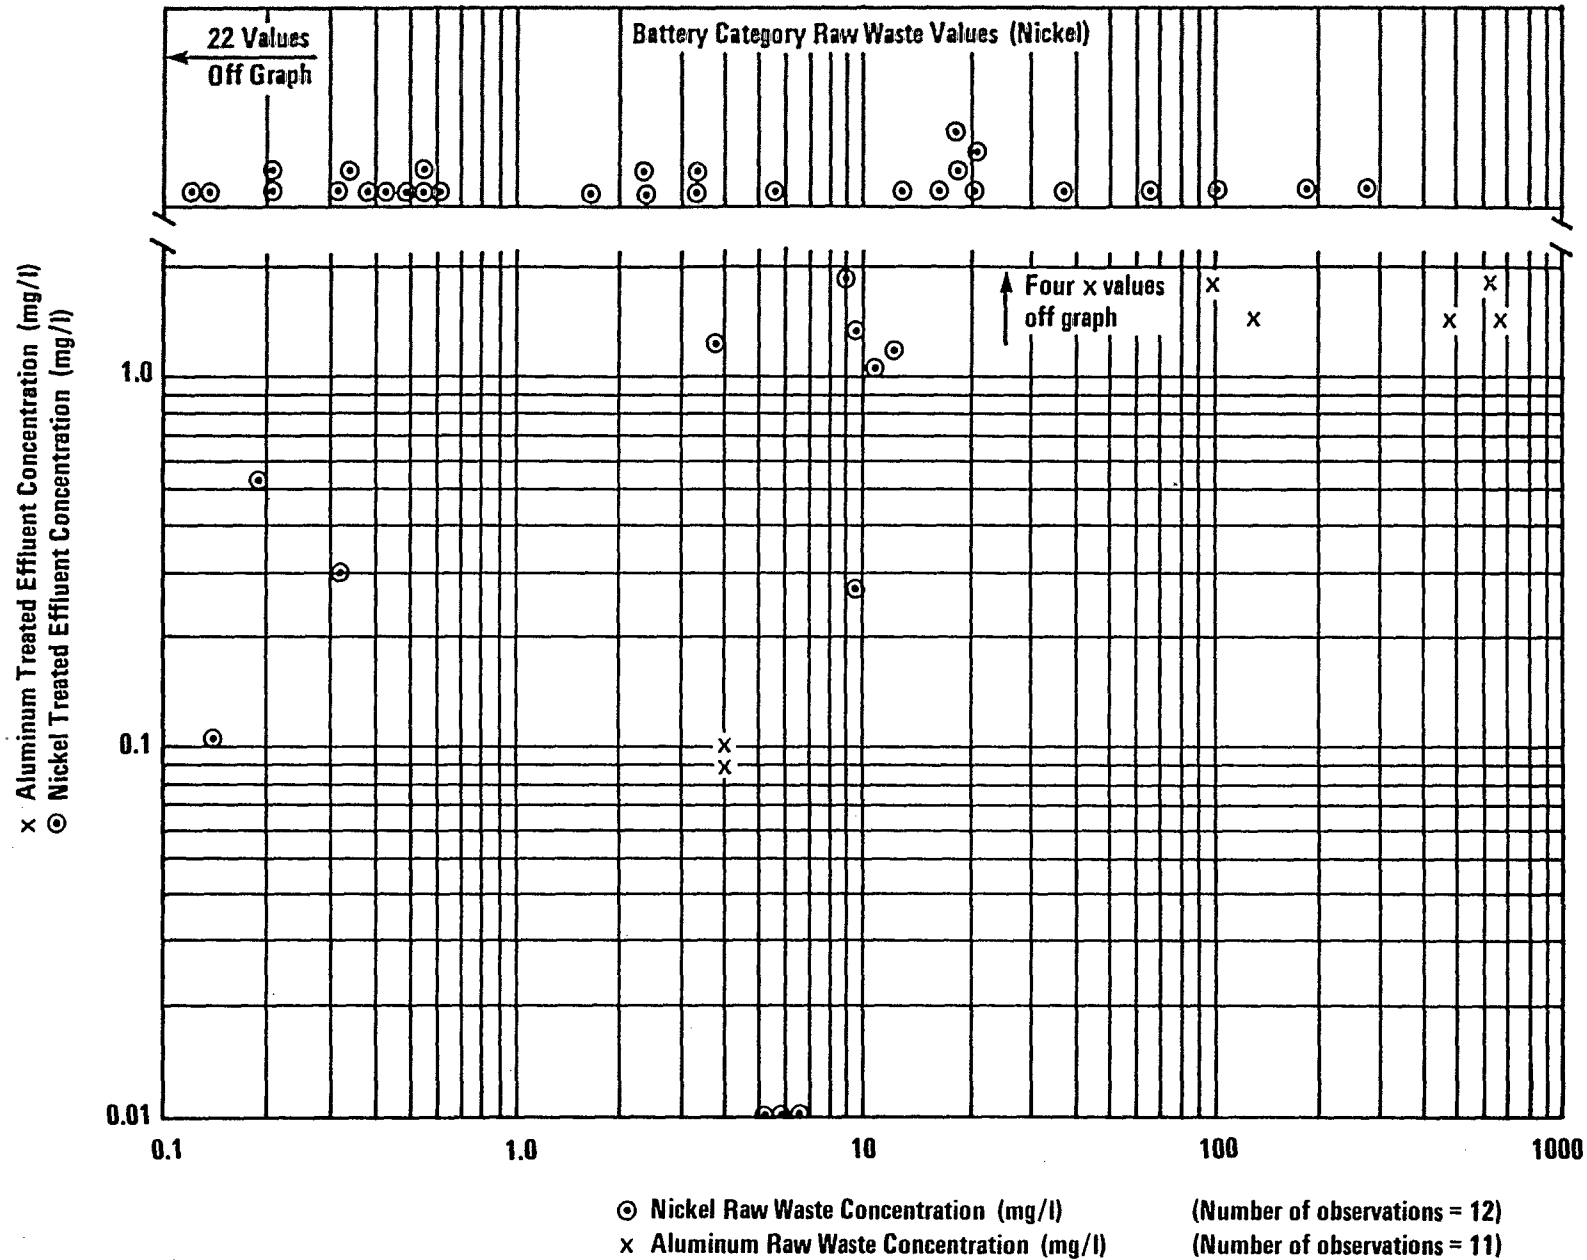 22 Values
Off Graph
Battery Category Raw Waste Values (Nickel)
Four x values
off graph
x Aluminum Treated Effluent Concentration (mg/l)
⊙ Nickel Treated Effluent Concentration (mg/l)
1.0
0.1
0.01
0.1
1.0
10
100
1000
⊙ Nickel Raw Waste Concentration (mg/l) (Number of observations = 12)
x Aluminum Raw Waste Concentration (mg/l) (Number of observations = 11)